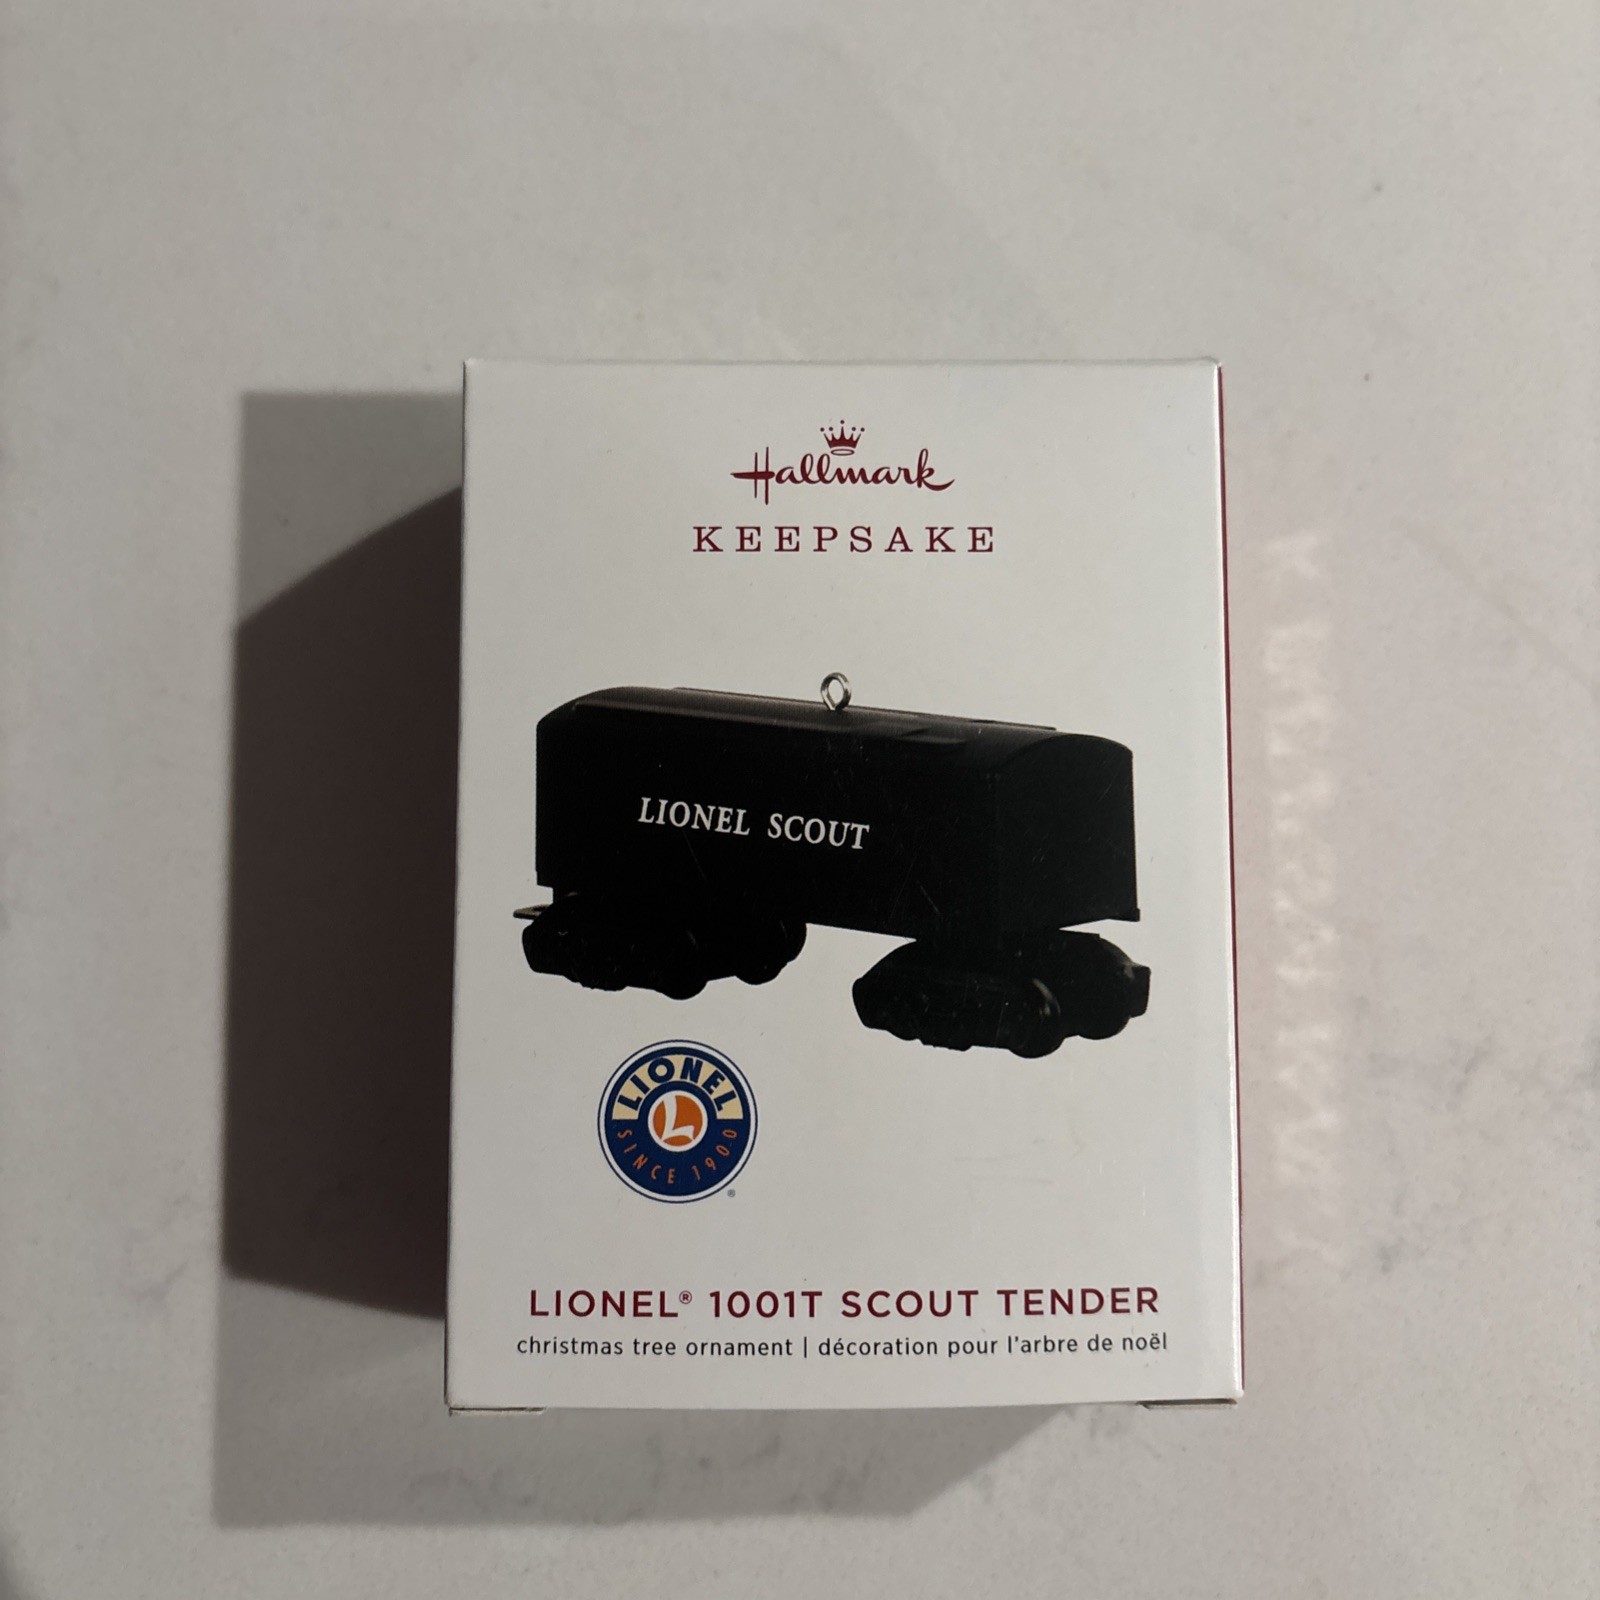 Hallmark
KEEPSAKE
LIONEL SCOUT
LIONEL
L
SINCE 1900
®
LIONEL® 1001T SCOUT TENDER
christmas tree ornament | décoration pour l'arbre de noël